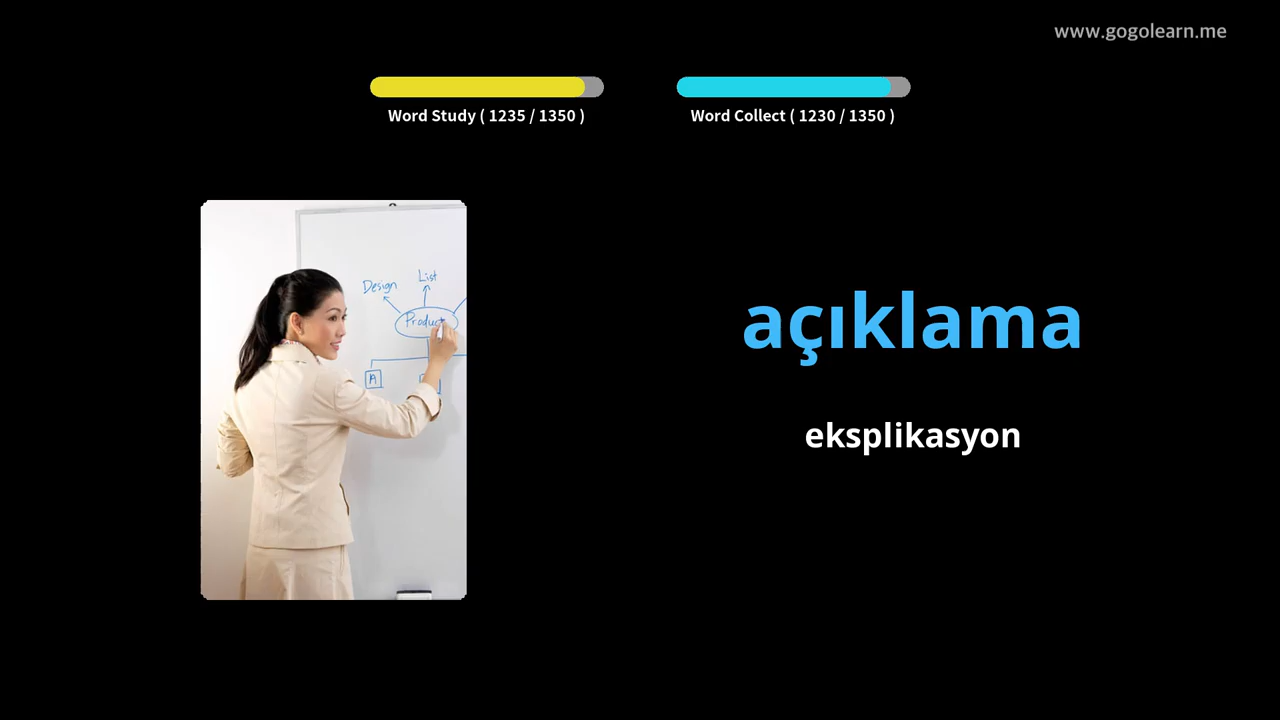 www.gogolearn.me
Word Study ( 1235 / 1350 )
Word Collect ( 1230 / 1350 )
açıklama
eksplikasyon
Design
List
Product
A